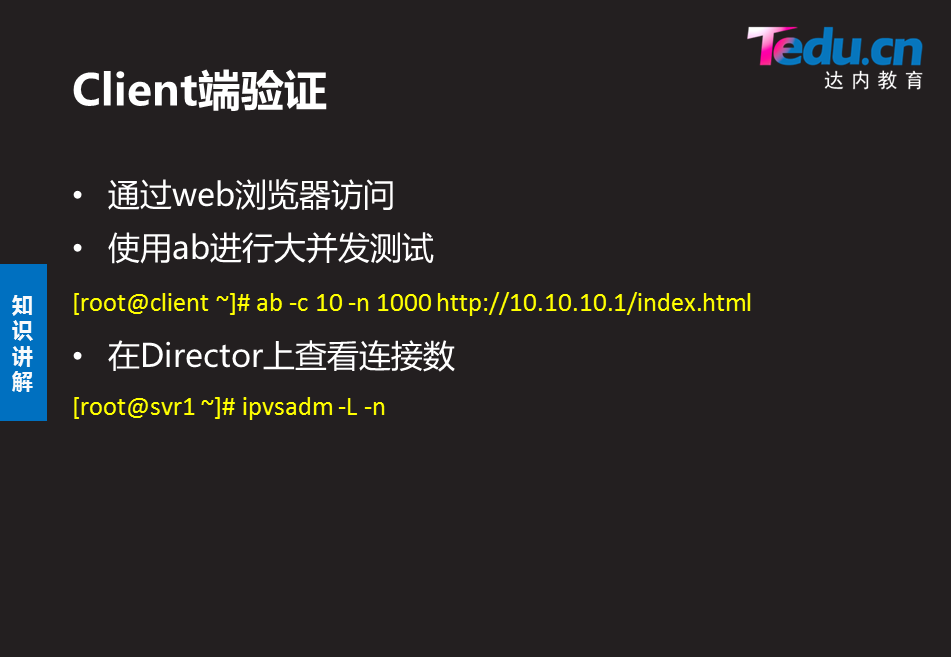 Tedu.cn
达内教育
Client端验证
• 通过web浏览器访问
• 使用ab进行大并发测试
[root@client ~]# ab -c 10 -n 1000 http://10.10.10.1/index.html
• 在Director上查看连接数
[root@svr1 ~]# ipvsadm -L -n
知识讲解